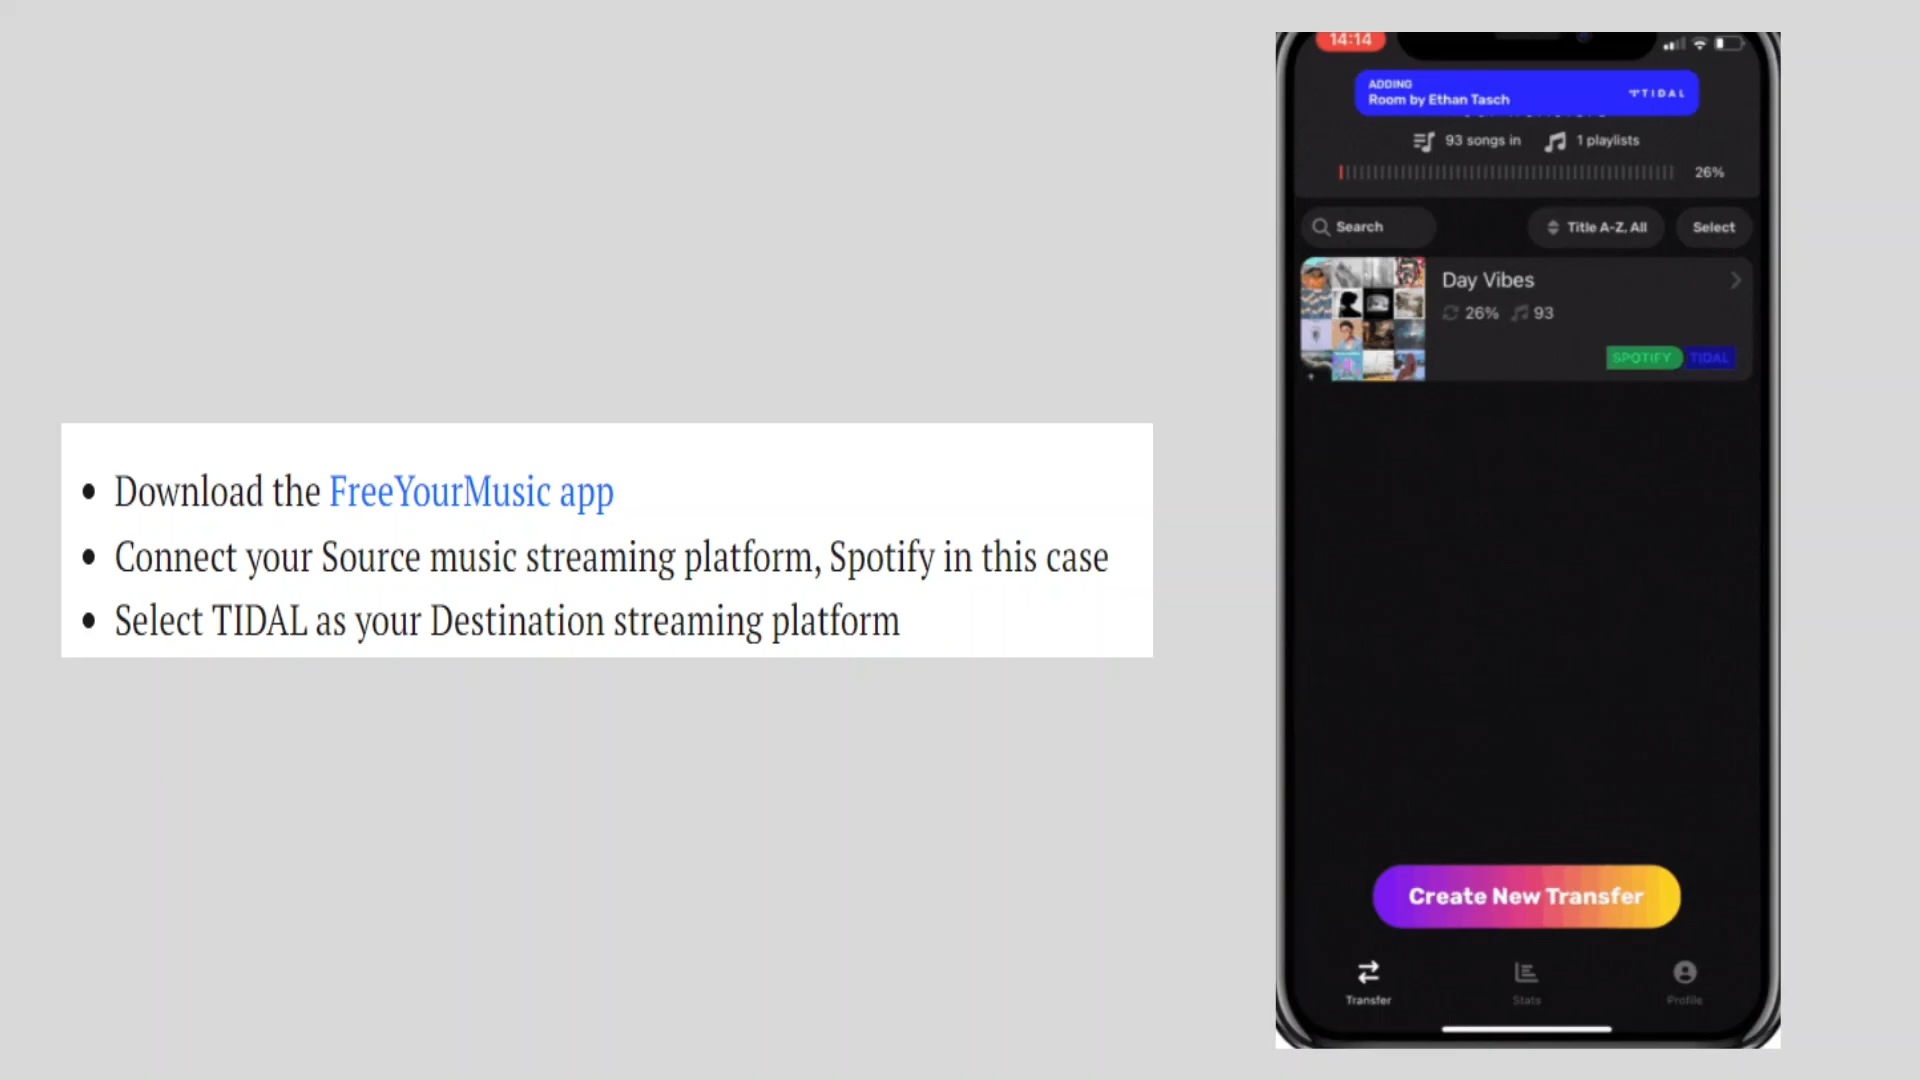 Download the FreeYourMusic app
Connect your Source music streaming platform, Spotify in this case
Select TIDAL as your Destination streaming platform
14:14
ADDING
Room by Ethan Tasch
TIDAL
93 songs in 1 playlists
26%
Search
Title A-Z, All
Select
Day Vibes
26% 93
SPOTIFY TIDAL
Create New Transfer
Transfer
Stats
Profile